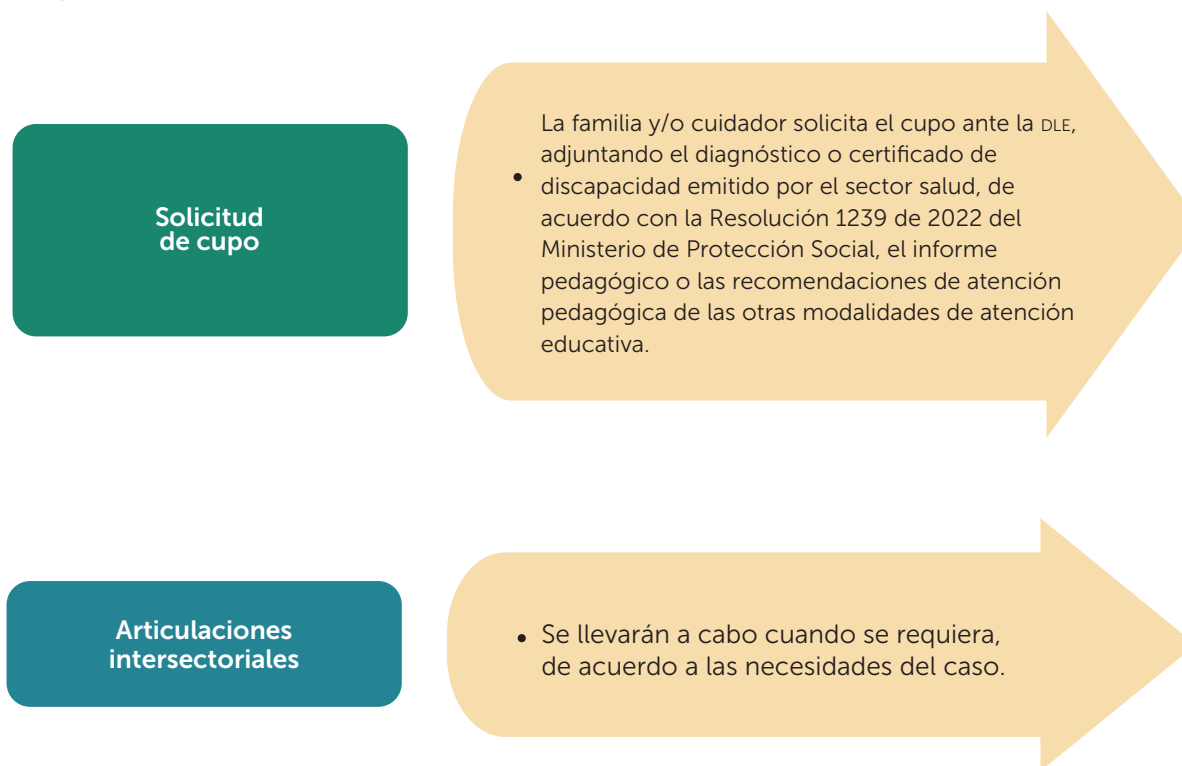 Solicitud
de cupo
La familia y/o cuidador solicita el cupo ante la DLE,
adjuntando el diagnóstico o certificado de
• discapacidad emitido por el sector salud, de
acuerdo con la Resolución 1239 de 2022 del
Ministerio de Protección Social, el informe
pedagógico o las recomendaciones de atención
pedagógica de las otras modalidades de atención
educativa.
Articulaciones
intersectoriales
• Se llevarán a cabo cuando se requiera,
de acuerdo a las necesidades del caso.